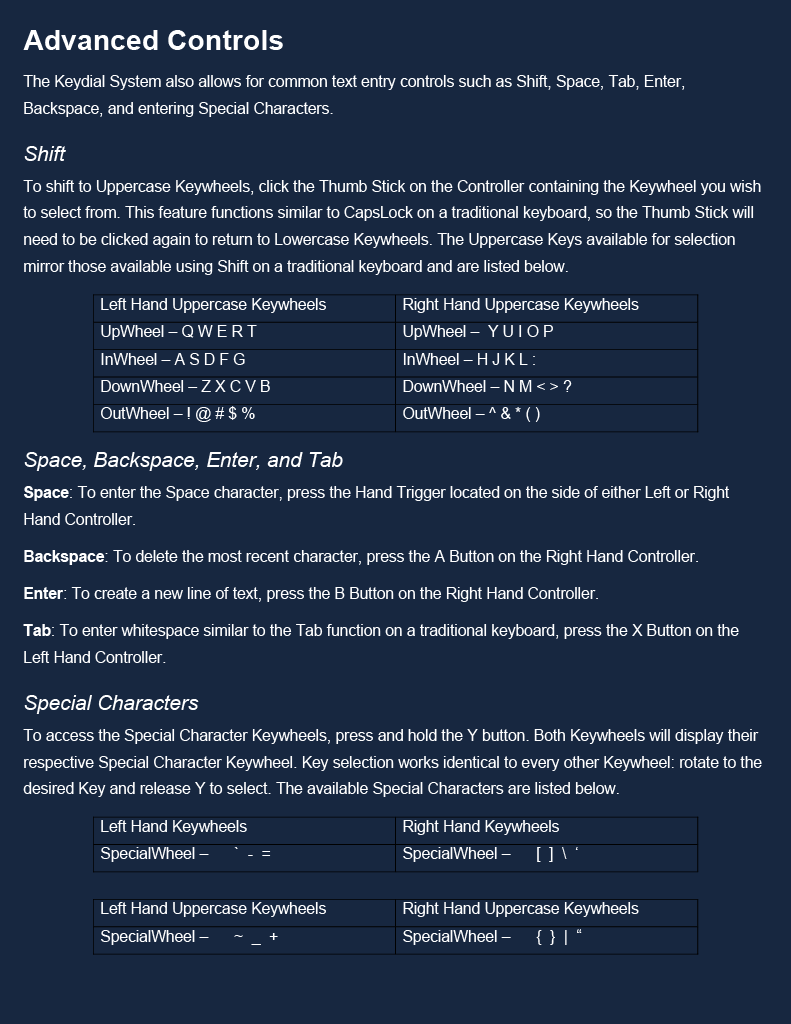 Advanced Controls
The Keydial System also allows for common text entry controls such as Shift, Space, Tab, Enter,
Backspace, and entering Special Characters.
Shift
To shift to Uppercase Keywheels, click the Thumb Stick on the Controller containing the Keywheel you wish
to select from. This feature functions similar to CapsLock on a traditional keyboard, so the Thumb Stick will
need to be clicked again to return to Lowercase Keywheels. The Uppercase Keys available for selection
mirror those available using Shift on a traditional keyboard and are listed below.
Left Hand Uppercase Keywheels Right Hand Uppercase Keywheels
UpWheel – Q W E R T UpWheel – Y U I O P
InWheel – A S D F G InWheel – H J K L :
DownWheel – Z X C V B DownWheel – N M < > ?
OutWheel – ! @ # $ % OutWheel – ^ & * ( )
Space, Backspace, Enter, and Tab
Space: To enter the Space character, press the Hand Trigger located on the side of either Left or Right
Hand Controller.
Backspace: To delete the most recent character, press the A Button on the Right Hand Controller.
Enter: To create a new line of text, press the B Button on the Right Hand Controller.
Tab: To enter whitespace similar to the Tab function on a traditional keyboard, press the X Button on the
Left Hand Controller.
Special Characters
To access the Special Character Keywheels, press and hold the Y button. Both Keywheels will display their
respective Special Character Keywheel. Key selection works identical to every other Keywheel: rotate to the
desired Key and release Y to select. The available Special Characters are listed below.
Left Hand Keywheels Right Hand Keywheels
SpecialWheel – ` - = SpecialWheel – [ ] \ ‘
Left Hand Uppercase Keywheels Right Hand Uppercase Keywheels
SpecialWheel – ~ _ + SpecialWheel – { } | “